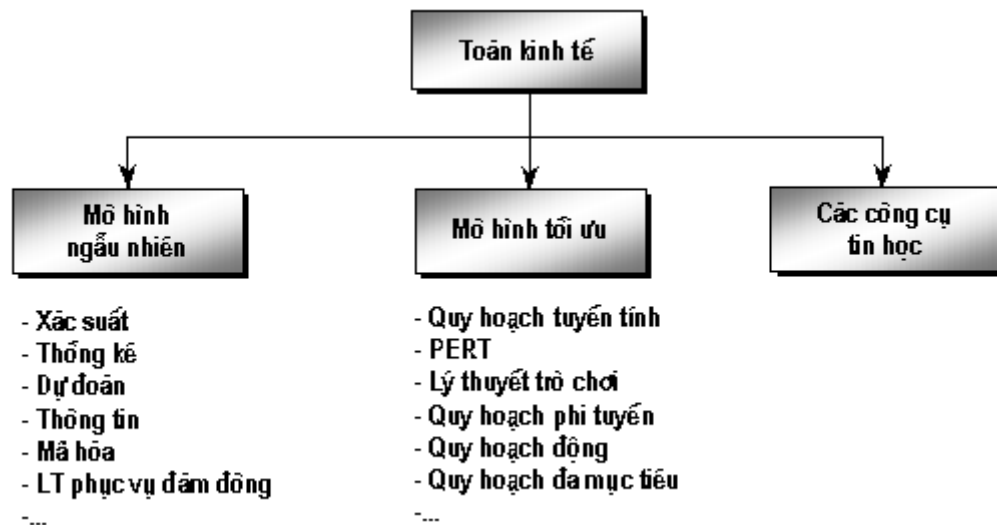 Toán kinh tế
Mô hình
ngẫu nhiên
Mô hình tối ưu
Các công cụ
tin học
- Xác suất
- Thống kê
- Dự đoán
- Thông tin
- Mã hóa
- LT phục vụ đám đông
-...
- Quy hoạch tuyến tính
- PERT
- Lý thuyết trò chơi
- Quy hoạch phi tuyến
- Quy hoạch động
- Quy hoạch đa mục tiêu
-...